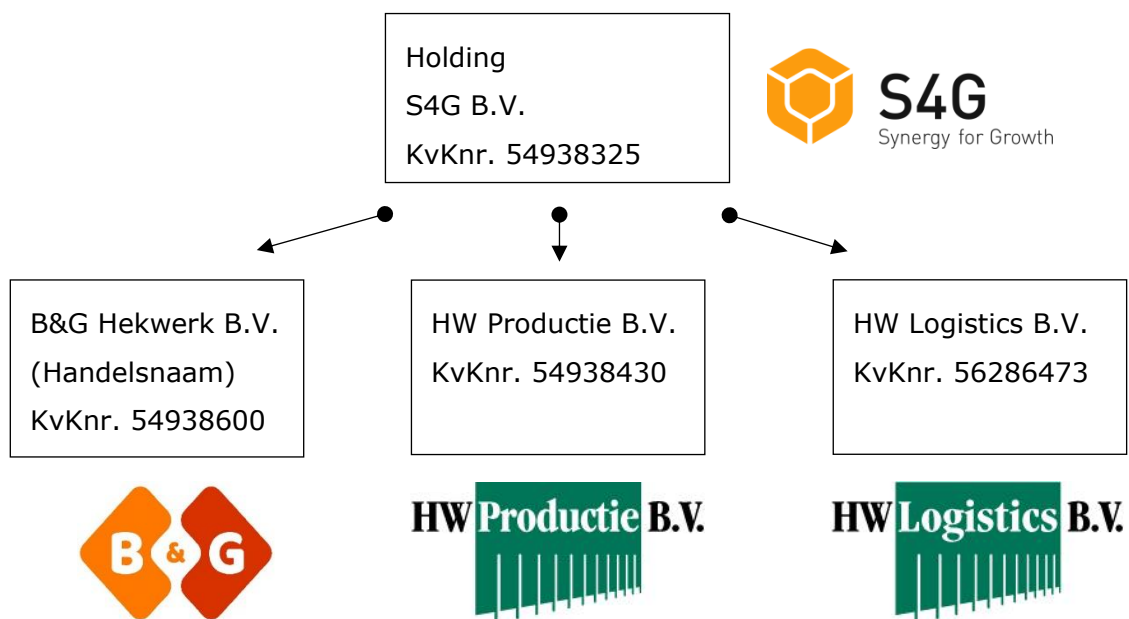 Holding
S4G B.V.
KvKnr. 54938325
S4G
Synergy for Growth
B&G Hekwerk B.V.
(Handelsnaam)
KvKnr. 54938600
HW Productie B.V.
KvKnr. 54938430
HW Logistics B.V.
KvKnr. 56286473
B & G
HW Productie B.V.
HW Logistics B.V.